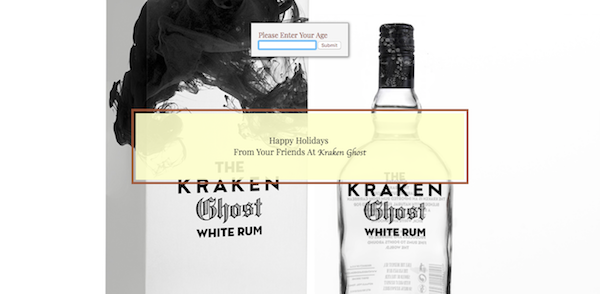 Please Enter Your Age
Submit
Happy Holidays
From Your Friends At Kraken Ghost
THE
KRAKEN
Ghost
WHITE RUM
KRAKEN
Ghost
WHITE RUM